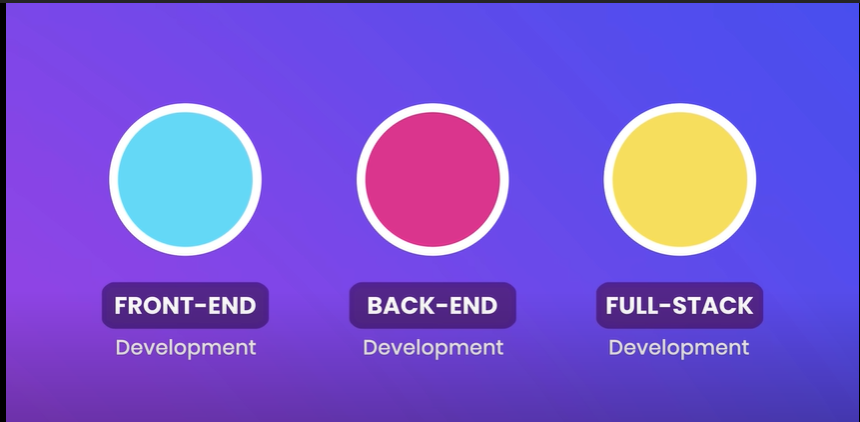 FRONT-END
Development
BACK-END
Development
FULL-STACK
Development